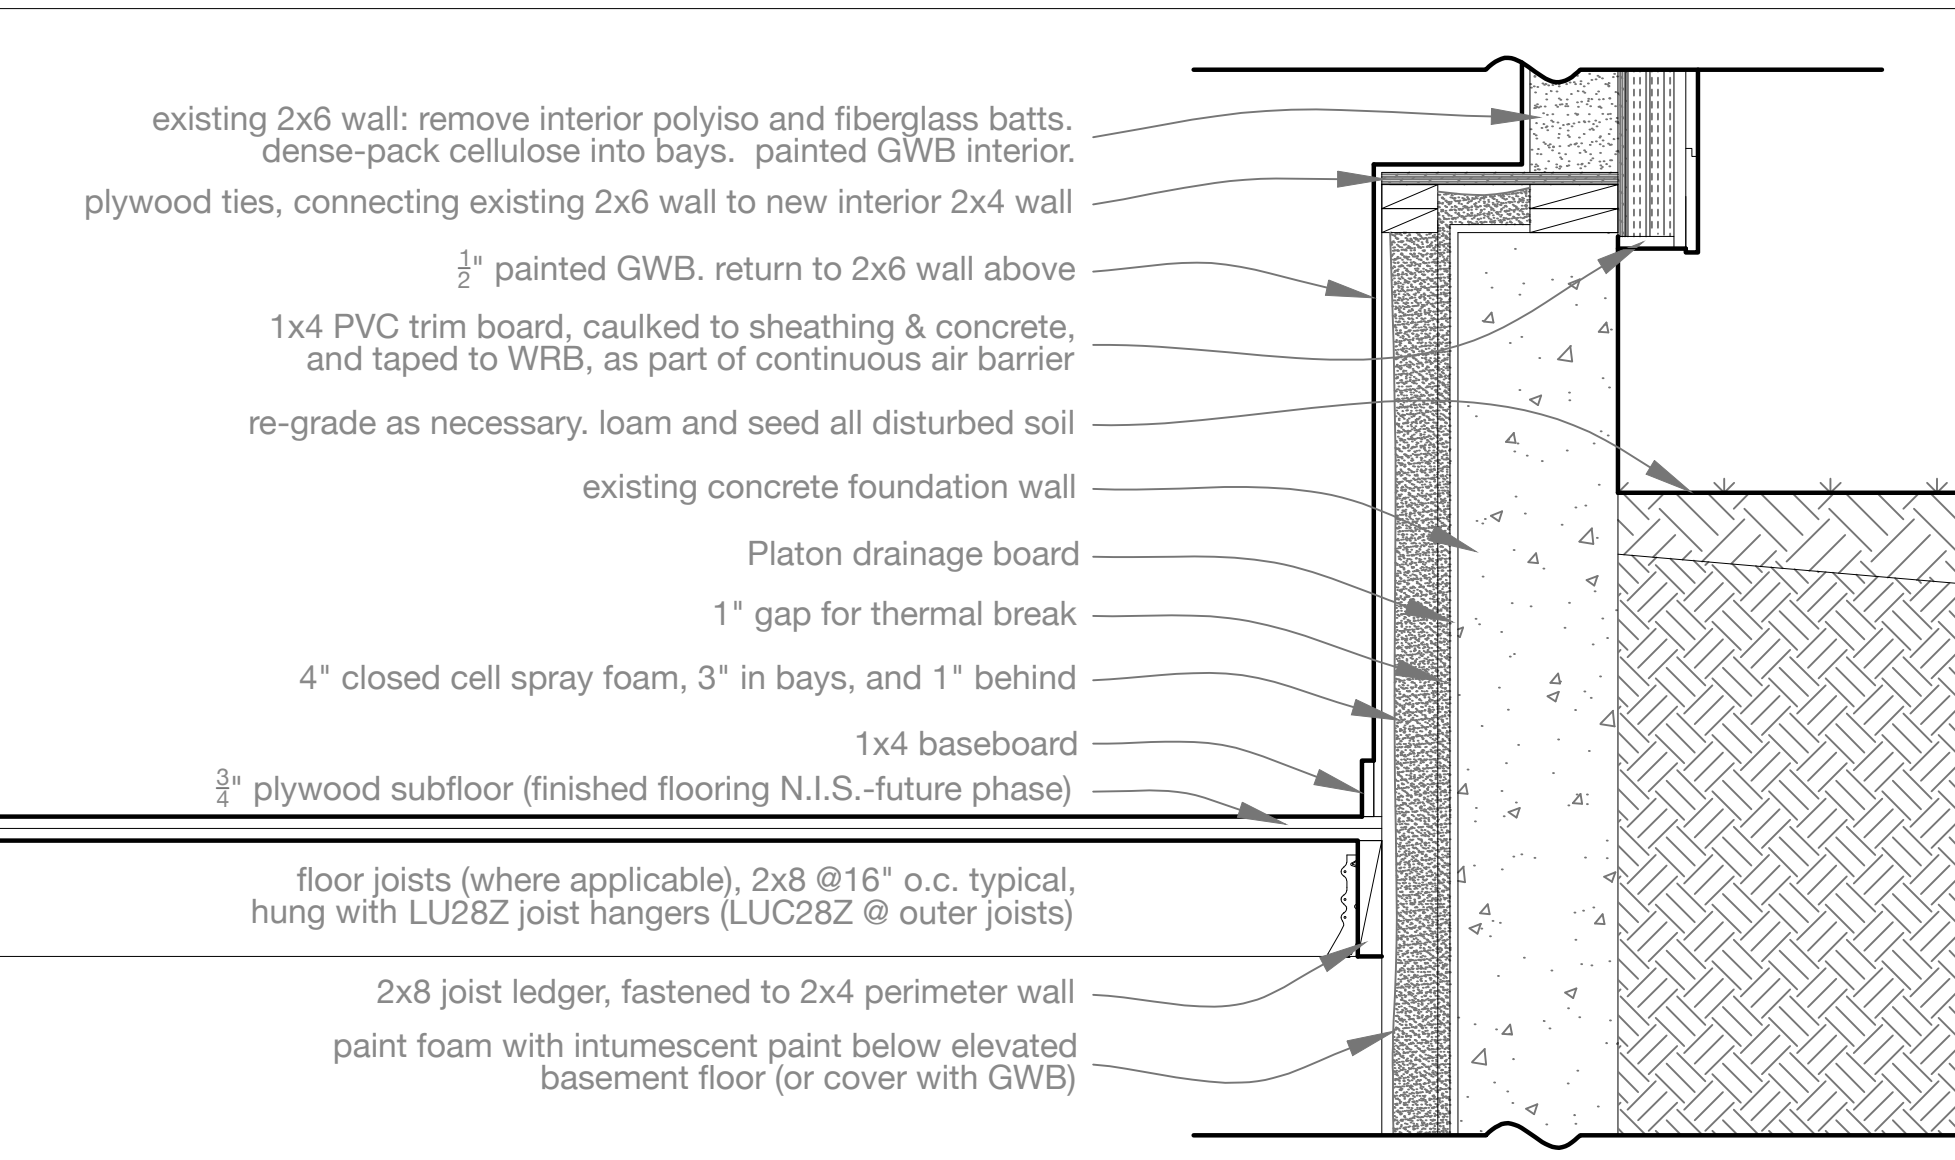 existing 2x6 wall: remove interior polyiso and fiberglass batts.
dense-pack cellulose into bays.  painted GWB interior.
plywood ties, connecting existing 2x6 wall to new interior 2x4 wall
1/2" painted GWB. return to 2x6 wall above
1x4 PVC trim board, caulked to sheathing & concrete,
and taped to WRB, as part of continuous air barrier
re-grade as necessary. loam and seed all disturbed soil
existing concrete foundation wall
Platon drainage board
1" gap for thermal break
4" closed cell spray foam, 3" in bays, and 1" behind
1x4 baseboard
3/4" plywood subfloor (finished flooring N.I.S.-future phase)
floor joists (where applicable), 2x8 @16" o.c. typical,
hung with LU28Z joist hangers (LUC28Z @ outer joists)
2x8 joist ledger, fastened to 2x4 perimeter wall
paint foam with intumescent paint below elevated
basement floor (or cover with GWB)